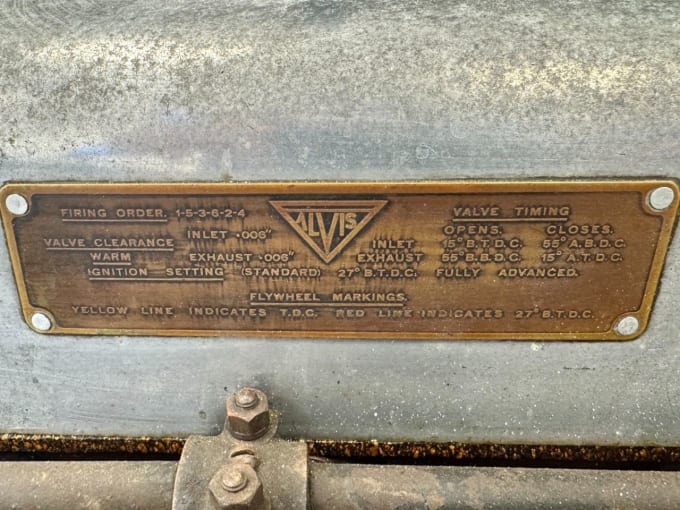 FIRING ORDER. 1-5-3-6-2-4
ALVIS
VALVE TIMING
OPENS. CLOSES.
VALVE CLEARANCE INLET .006" INLET 15° B.T.D.C. 55° A.B.D.C.
WARM EXHAUST .006" EXHAUST 55° B.B.D.C. 15° A.T.D.C.
IGNITION SETTING (STANDARD) 27° B.T.D.C. FULLY ADVANCED.
FLYWHEEL MARKINGS.
YELLOW LINE INDICATES T.D.C. RED LINE INDICATES 27° B.T.D.C.